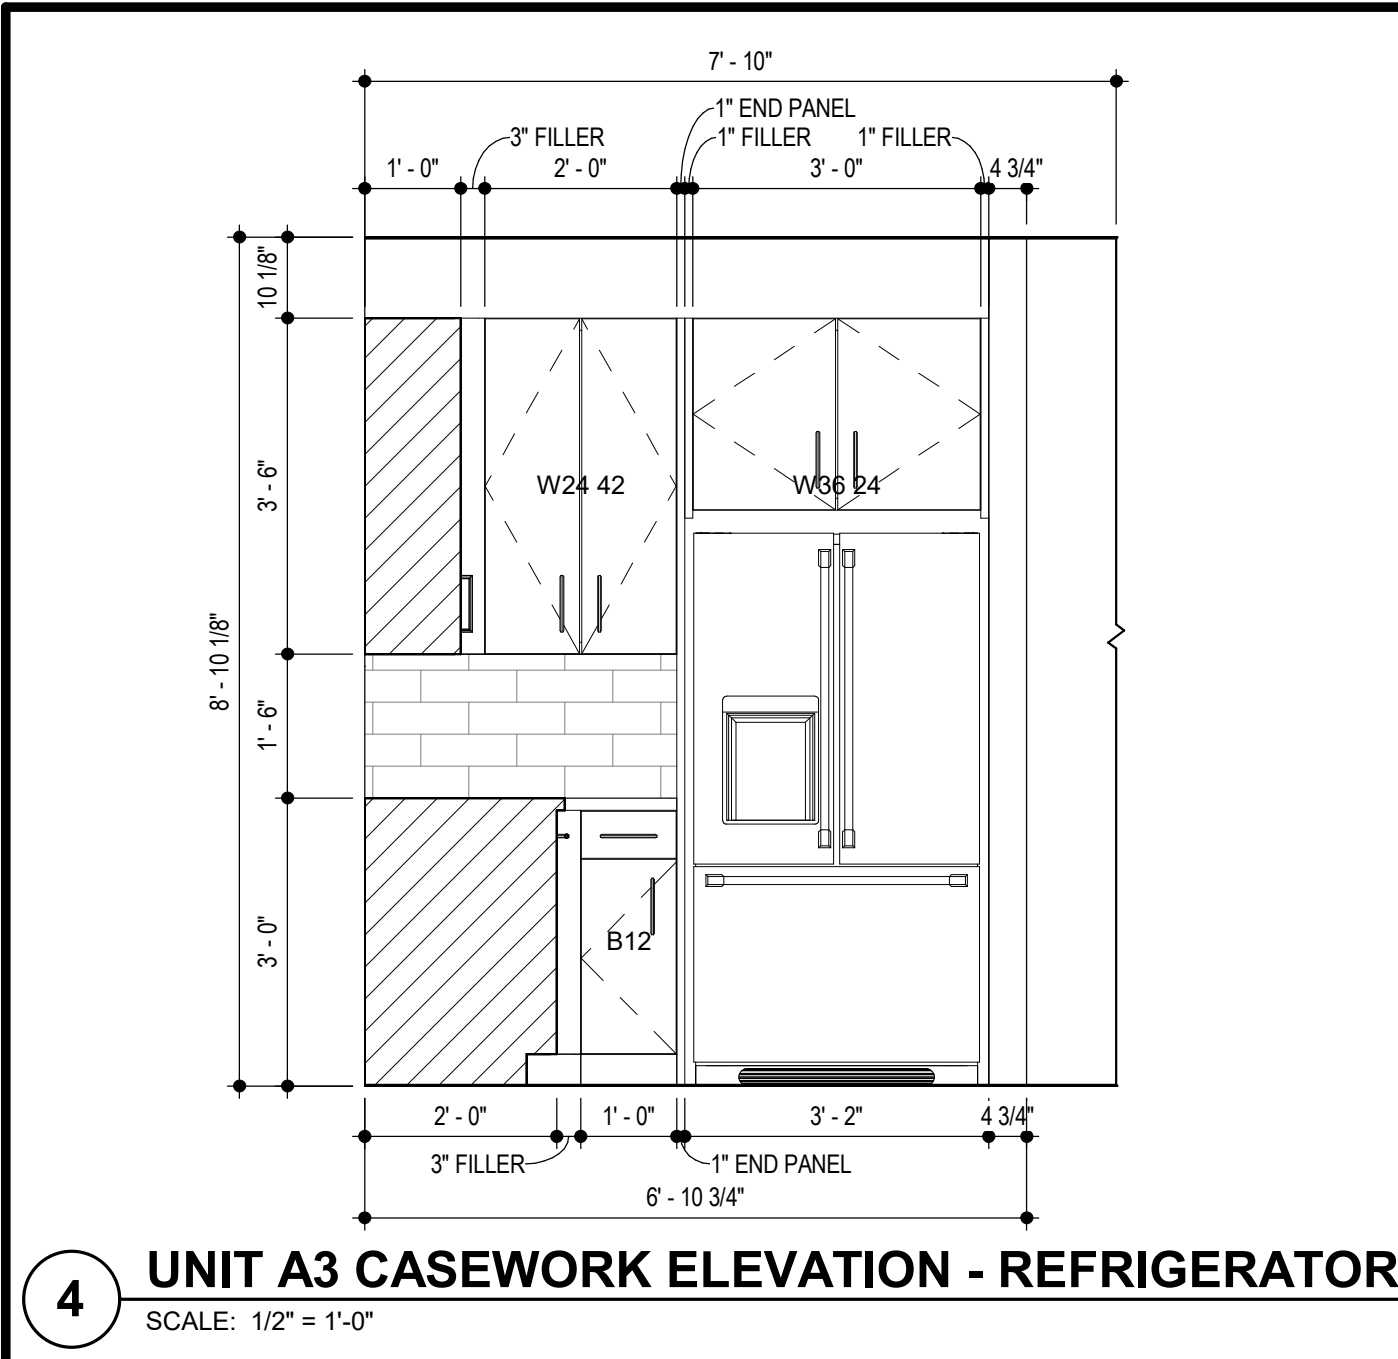 7' - 10"
1" END PANEL
3" FILLER
1" FILLER
1" FILLER
1' - 0"
2' - 0"
3' - 0"
4 3/4"
10 1/8"
3' - 6"
W24 42
W36 24
8' - 10 1/8"
1' - 6"
3' - 0"
B12
2' - 0"
1' - 0"
3' - 2"
4 3/4"
3" FILLER
1" END PANEL
6' - 10 3/4"
4
UNIT A3 CASEWORK ELEVATION - REFRIGERATOR
SCALE: 1/2" = 1'-0"